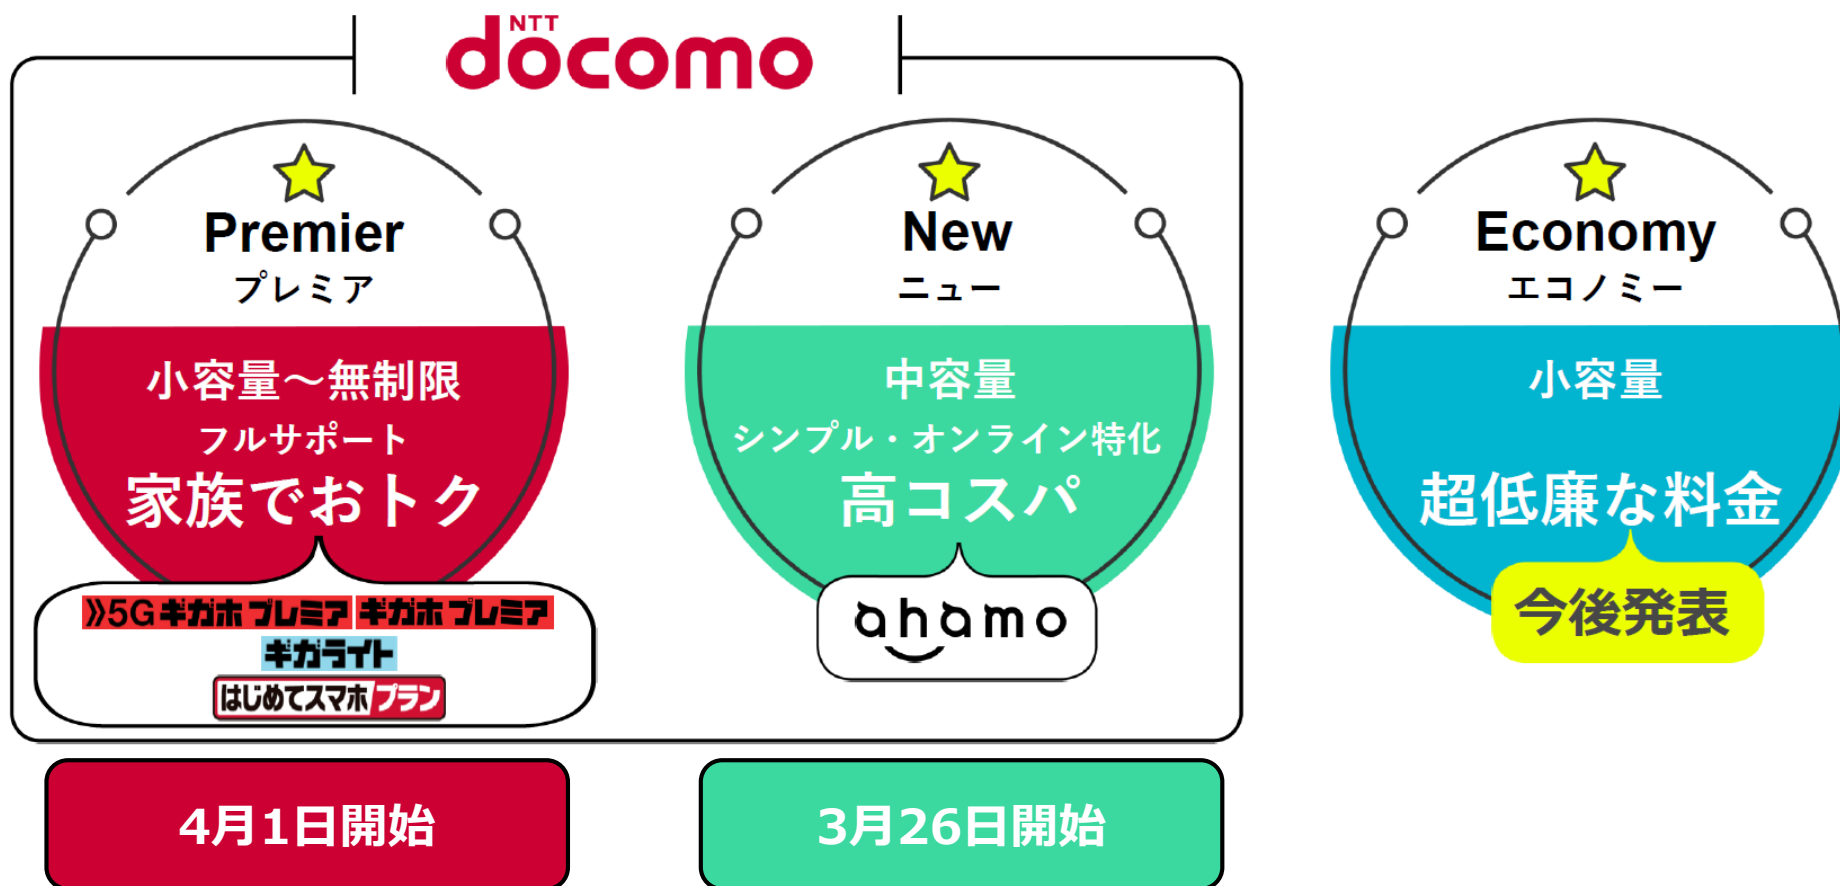 NTT
docomo
Premier
プレミア
小容量～無制限
フルサポート
家族でおトク
5G ギガホ プレミア ギガホ プレミア
ギガライト
はじめてスマホプラン
4月1日開始
New
ニュー
中容量
シンプル・オンライン特化
高コスパ
ahamo
3月26日開始
Economy
エコノミー
小容量
超低廉な料金
今後発表